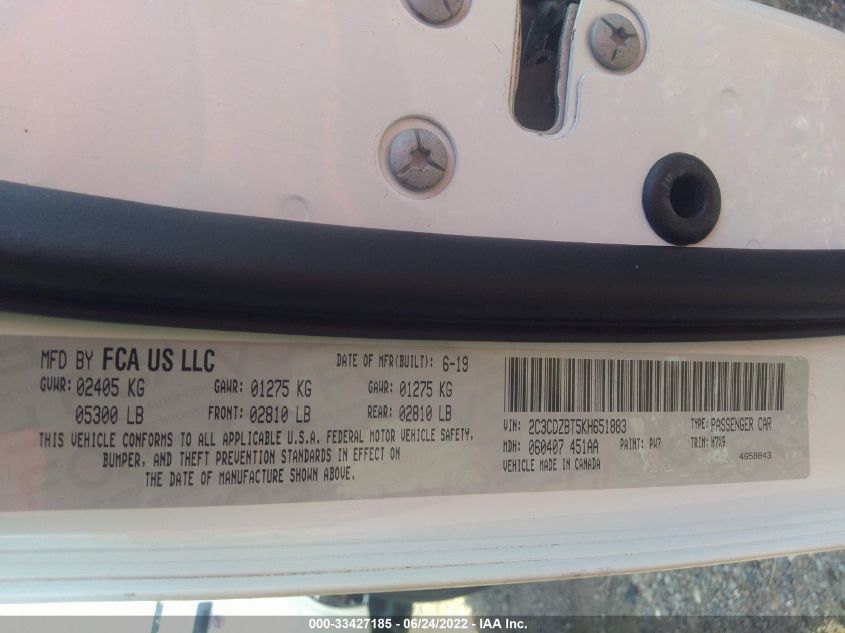 MFD BY FCA US LLC DATE OF MFR(BUILT): 6-19
GVWR: 02405 KG GAWR: 01275 KG GAWR: 01275 KG
05300 LB FRONT: 02810 LB REAR: 02810 LB
THIS VEHICLE CONFORMS TO ALL APPLICABLE U.S.A. FEDERAL MOTOR VEHICLE SAFETY,
BUMPER, AND THEFT PREVENTION STANDARDS IN EFFECT ON
THE DATE OF MANUFACTURE SHOWN ABOVE.
VIN: 2C3CDZBT5KH651883 TYPE: PASSENGER CAR
MDH: 060407 451AA PAINT: PW7 TRIM: H7X9
VEHICLE MADE IN CANADA 4658843
000-33427185 - 06/24/2022 - IAA Inc.